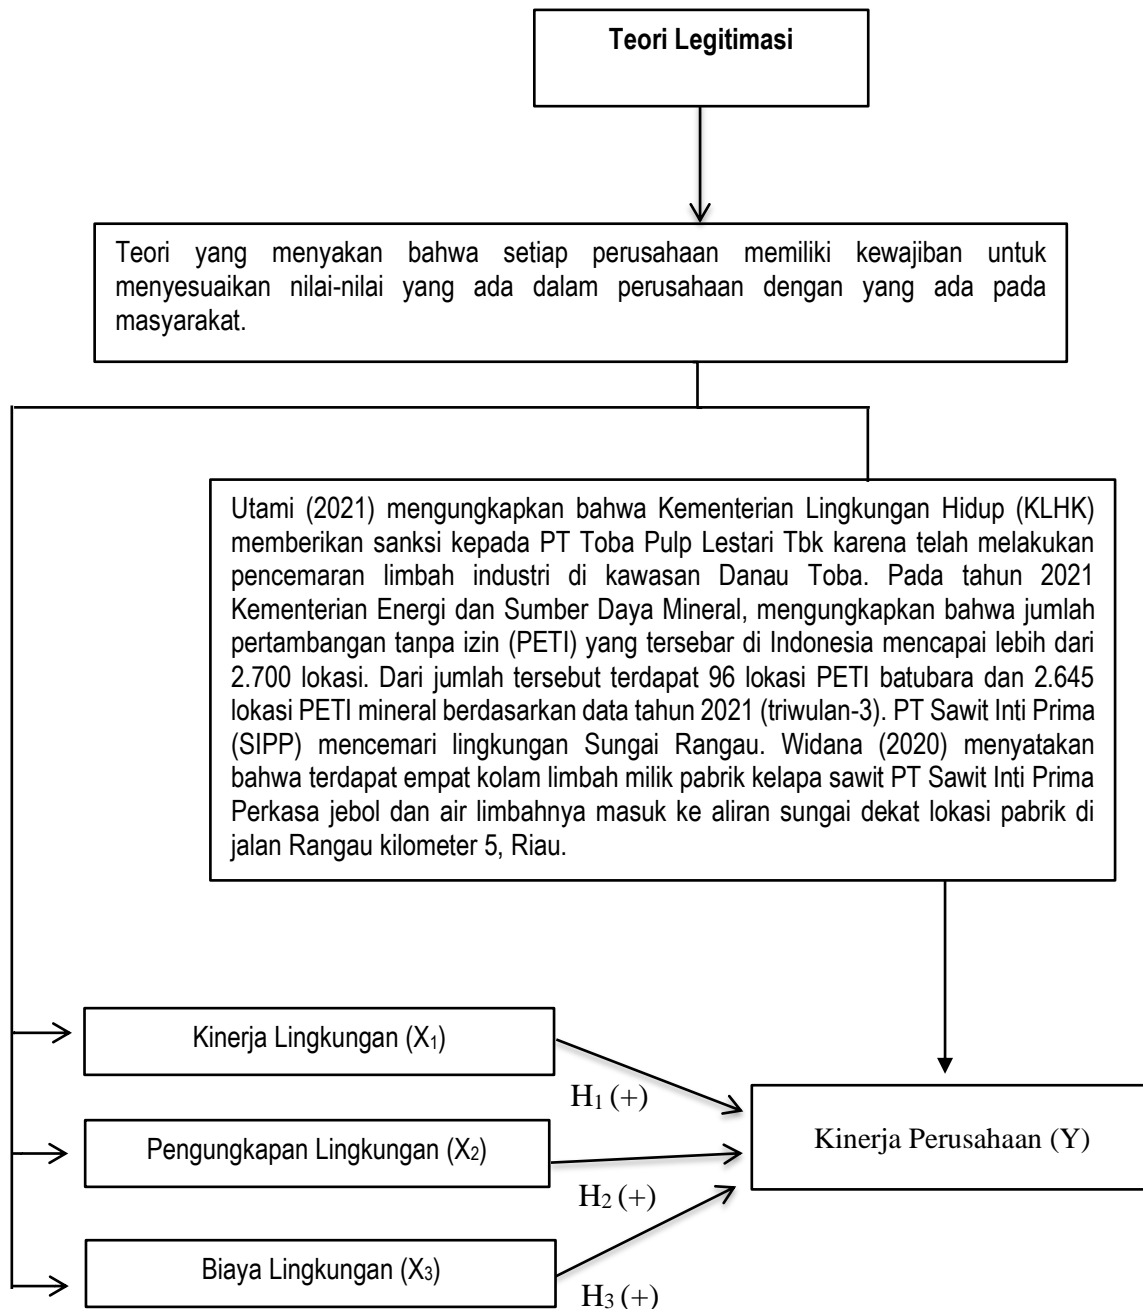 Teori Legitimasi
Teori yang menyakan bahwa setiap perusahaan memiliki kewajiban untuk
menyesuaikan nilai-nilai yang ada dalam perusahaan dengan yang ada pada
masyarakat.
Utami (2021) mengungkapkan bahwa Kementerian Lingkungan Hidup (KLHK)
memberikan sanksi kepada PT Toba Pulp Lestari Tbk karena telah melakukan
pencemaran limbah industri di kawasan Danau Toba. Pada tahun 2021
Kementerian Energi dan Sumber Daya Mineral, mengungkapkan bahwa jumlah
pertambangan tanpa izin (PETI) yang tersebar di Indonesia mencapai lebih dari
2.700 lokasi. Dari jumlah tersebut terdapat 96 lokasi PETI batubara dan 2.645
lokasi PETI mineral berdasarkan data tahun 2021 (triwulan-3). PT Sawit Inti Prima
(SIPP) mencemari lingkungan Sungai Rangau. Widana (2020) menyatakan
bahwa terdapat empat kolam limbah milik pabrik kelapa sawit PT Sawit Inti Prima
Perkasa jebol dan air limbahnya masuk ke aliran sungai dekat lokasi pabrik di
jalan Rangau kilometer 5, Riau.
Kinerja Lingkungan (X₁)
H₁ (+)
Pengungkapan Lingkungan (X₂)
Kinerja Perusahaan (Y)
H₂ (+)
Biaya Lingkungan (X₃)
H₃ (+)